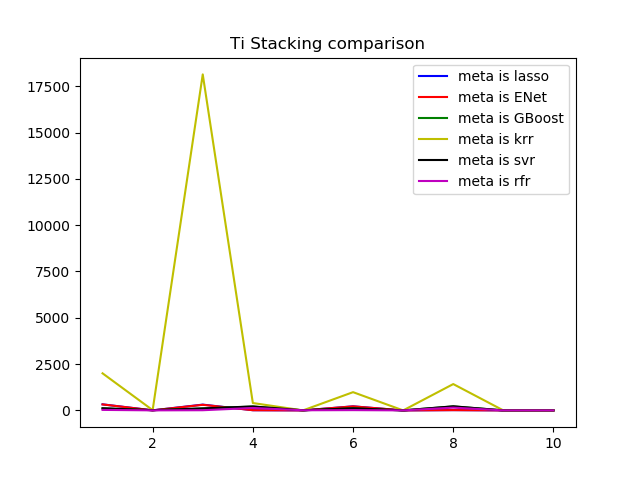 Ti Stacking comparison
17500
15000
12500
10000
7500
5000
2500
0
2
4
6
8
10
meta is lasso
meta is ENet
meta is GBoost
meta is krr
meta is svr
meta is rfr